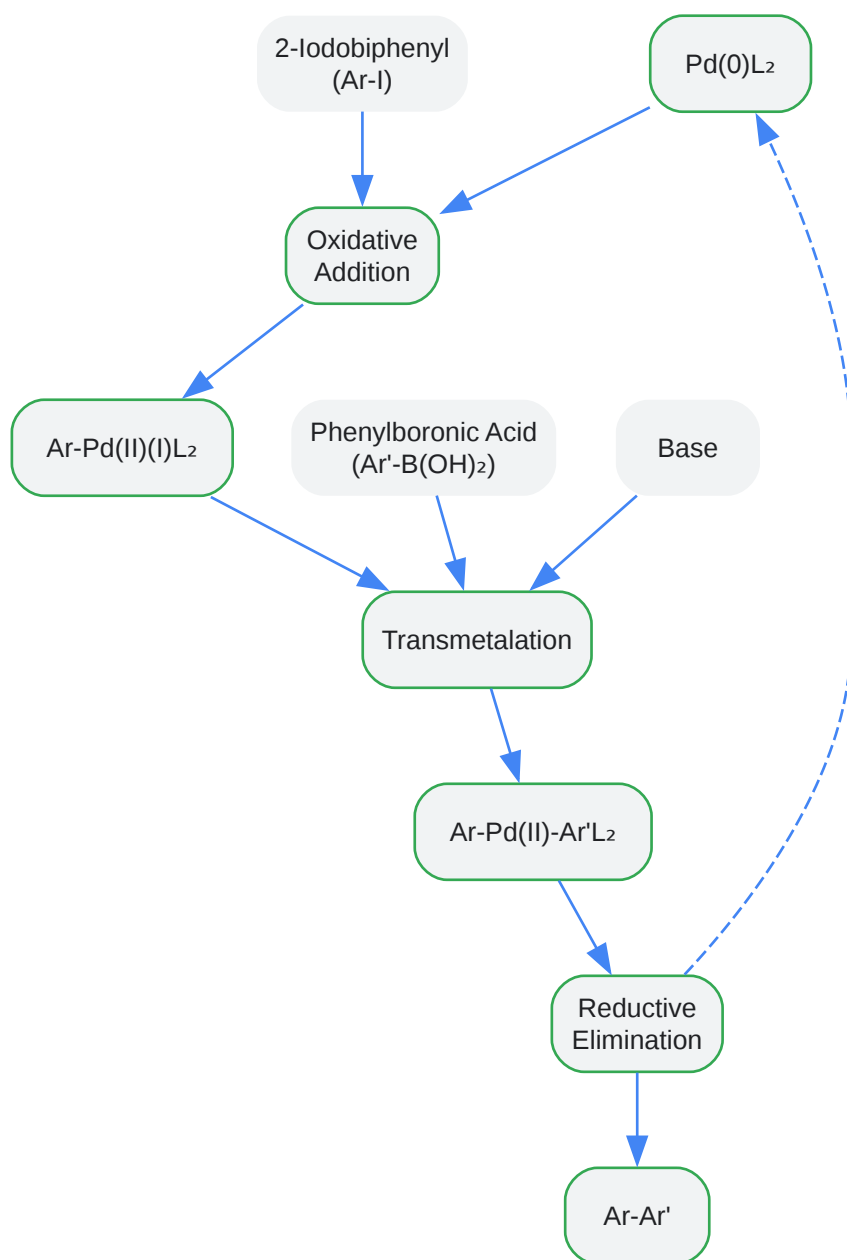 2-Iodobiphenyl
(Ar-I)
Pd(0)L₂
Oxidative
Addition
Ar-Pd(II)(I)L₂
Phenylboronic Acid
(Ar'-B(OH)₂)
Base
Transmetalation
Ar-Pd(II)-Ar'L₂
Reductive
Elimination
Ar-Ar'